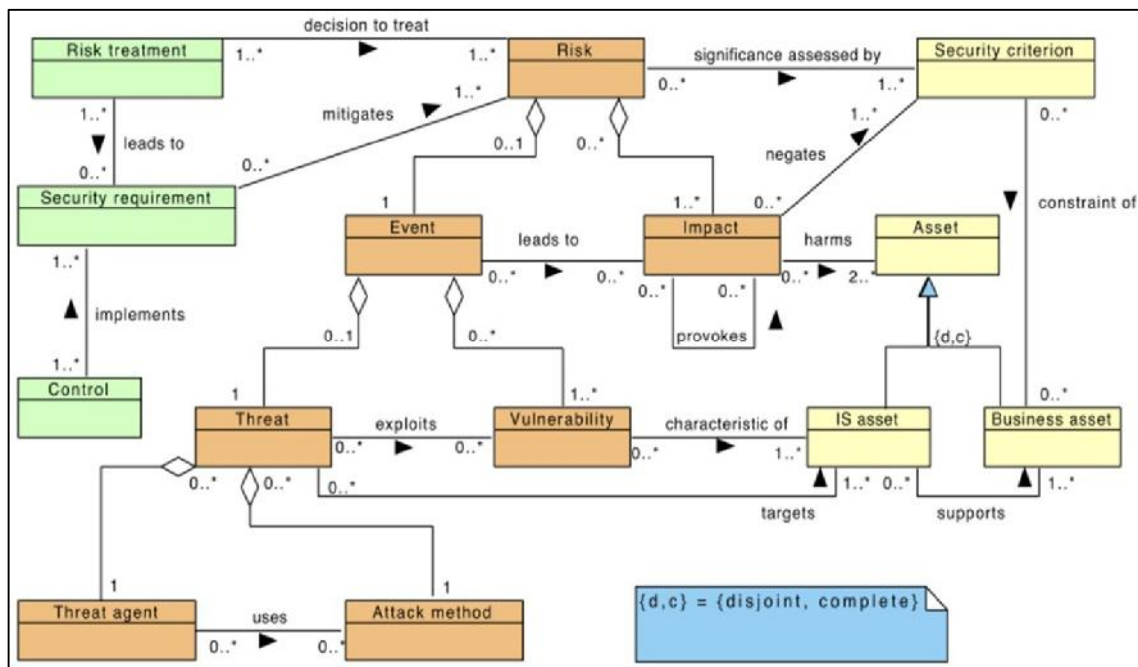 decision to treat
Risk treatment
1..*
1..*
Risk
significance assessed by
0..*
1..*
Security criterion
1..*
leads to
0..*
mitigates
1..*
0..*
0..1
0..*
1..*
negates
0..*
0..*
constraint of
Security requirement
1
Event
leads to
0..*
0..*
1..*
Impact
harms
0..*
2..*
Asset
1..*
implements
1..*
0..*
0..*
provokes
{d,c}
Control
0..1
0..*
1
Threat
exploits
0..*
0..*
1..*
Vulnerability
characteristic of
0..*
1..*
IS asset
0..*
Business asset
0..*
0..*
0..*
targets
1..*
0..*
supports
1..*
1
Threat agent
uses
0..*
0..*
1
Attack method
{d,c} = {disjoint, complete}